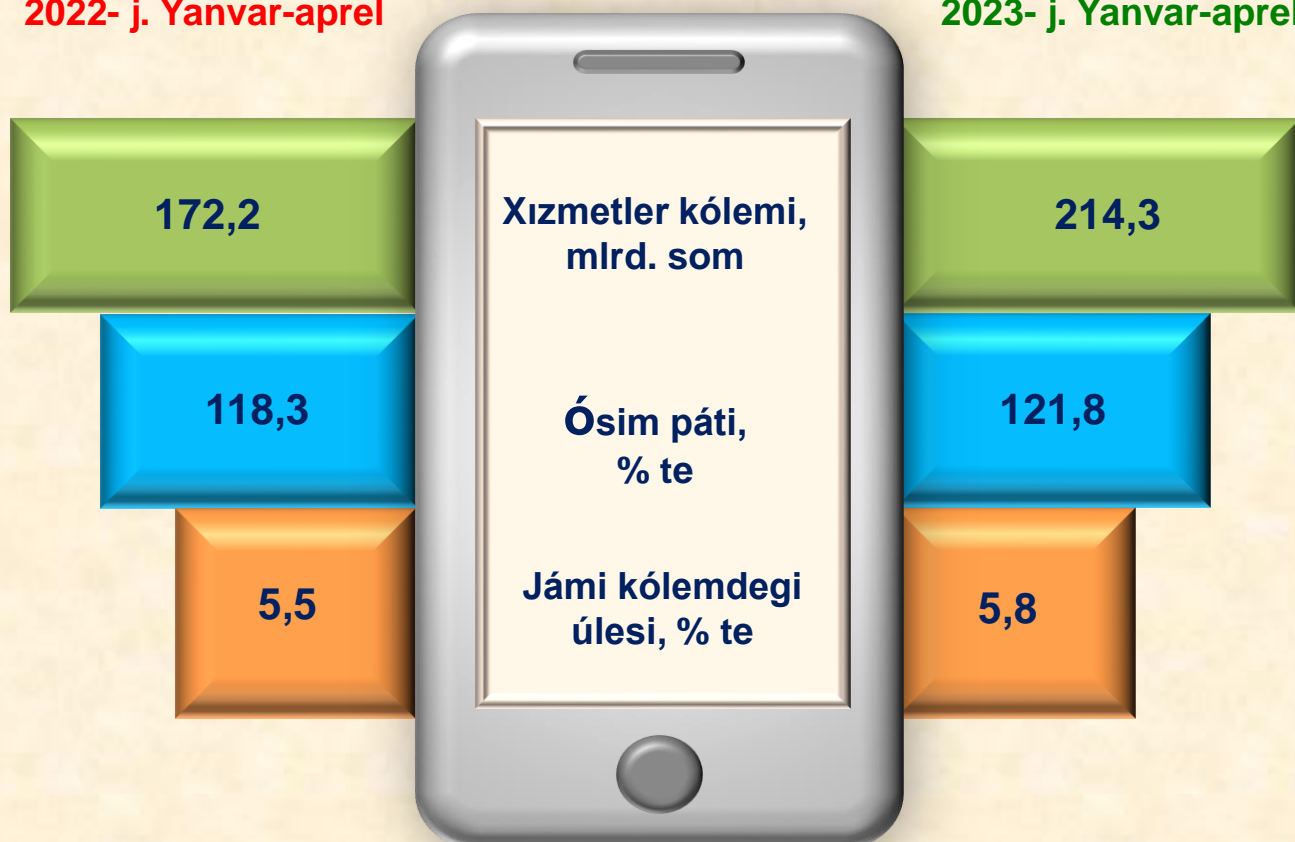 2022- j. Yanvar-aprel
2023- j. Yanvar-aprel
172,2
Xızmetler kólemi,
mlrd. som
214,3
118,3
Ósim páti,
% te
121,8
5,5
Jámi kólemdegi
úlesi, % te
5,8